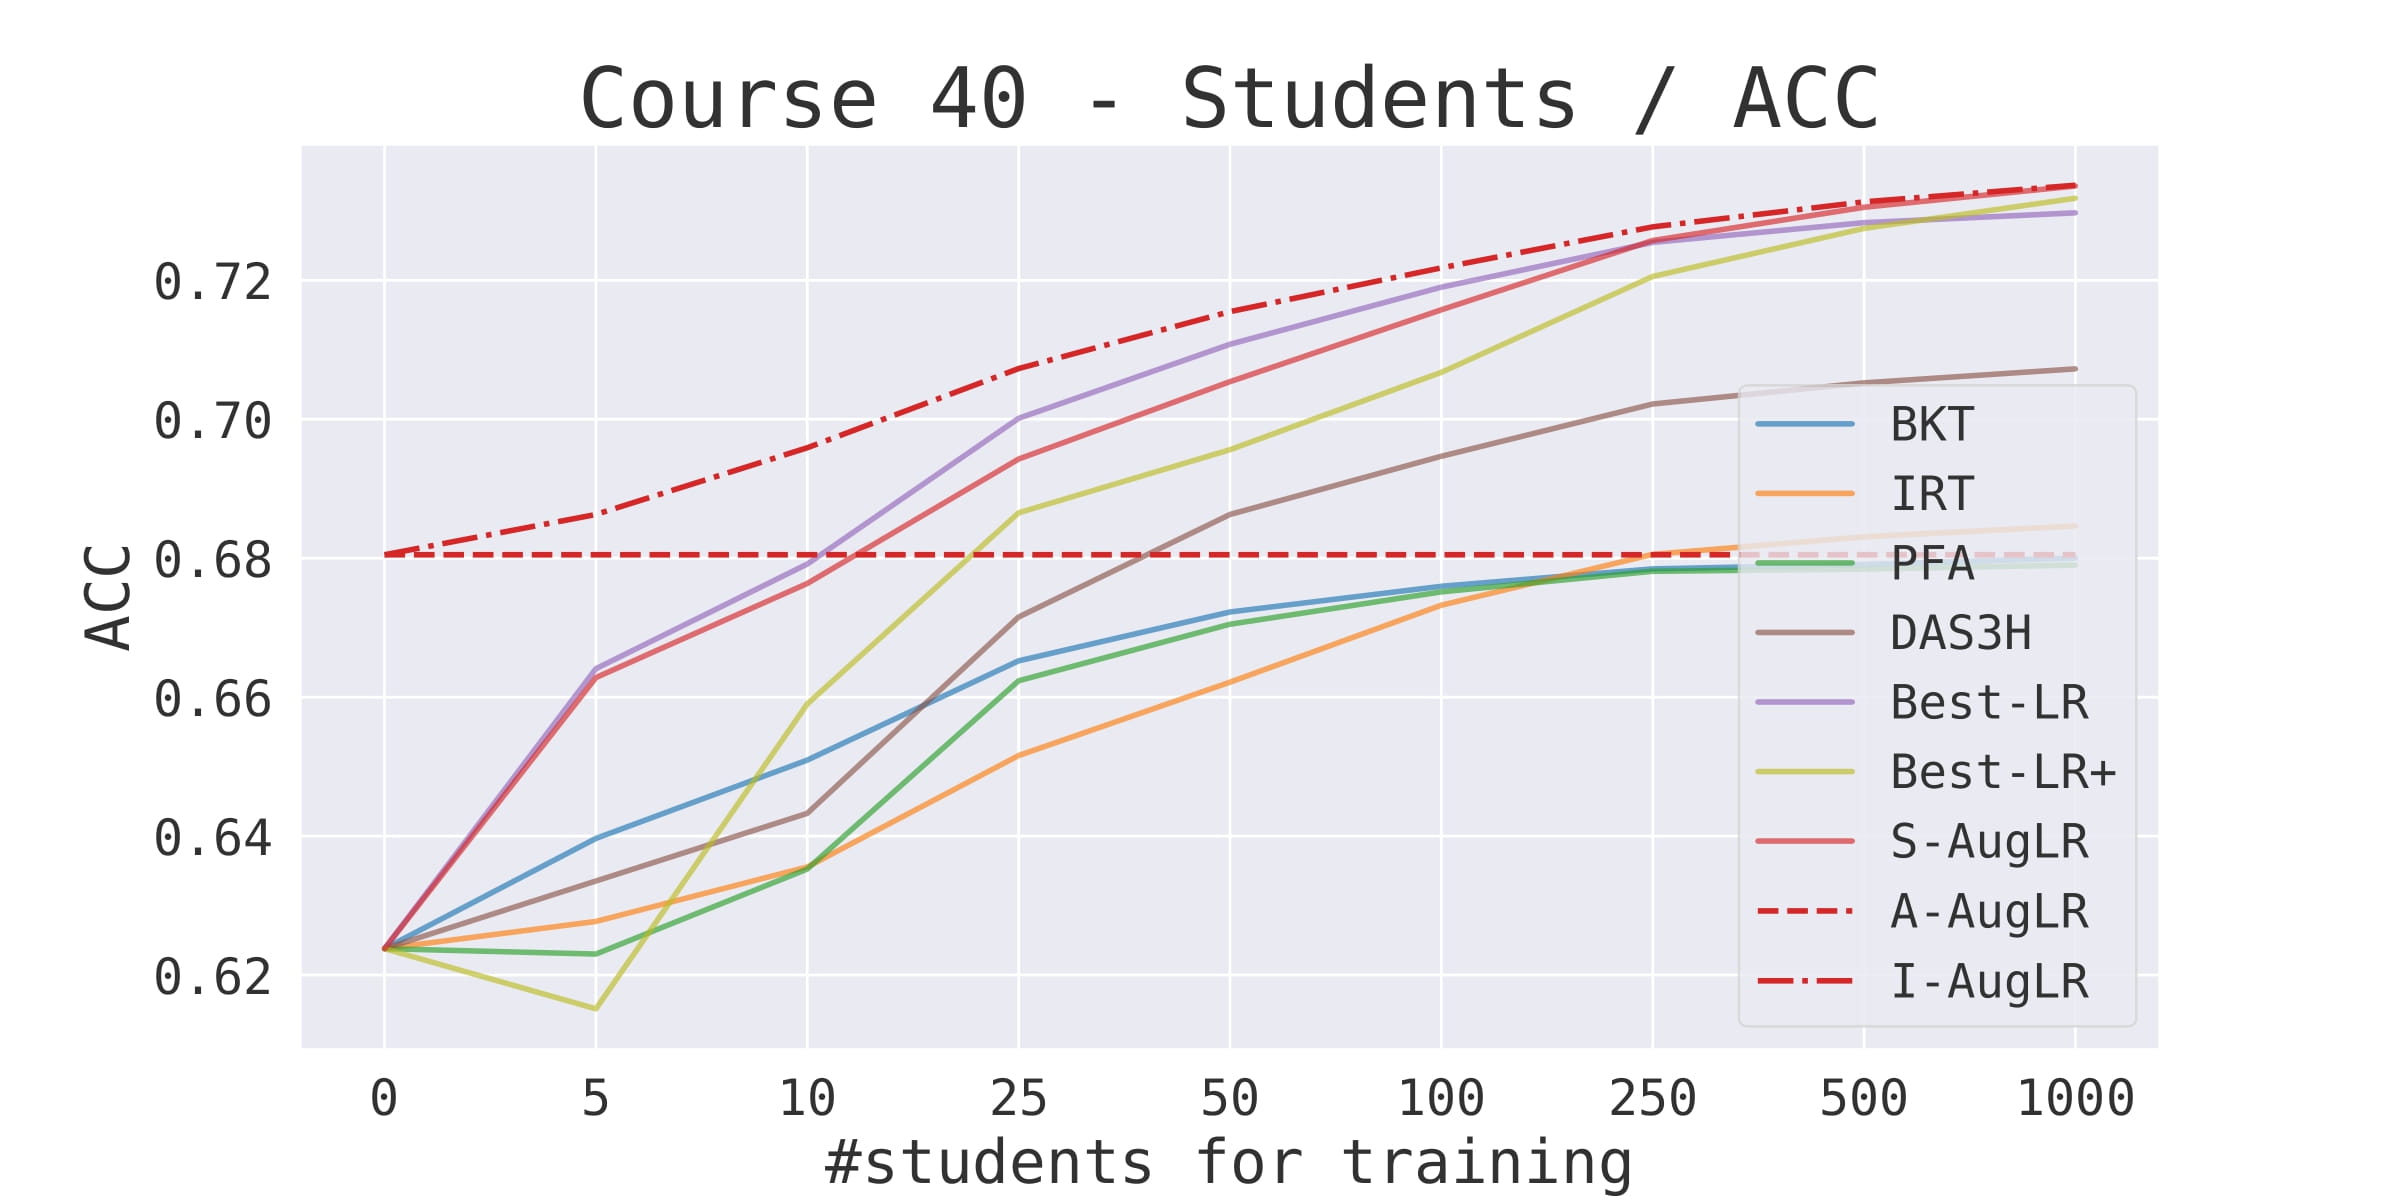 Course 40 - Students / ACC
ACC
0.72
0.70
0.68
0.66
0.64
0.62
BKT
IRT
PFA
DAS3H
Best-LR
Best-LR+
S-AugLR
A-AugLR
I-AugLR
0 5 10 25 50 100 250 500 1000
#students for training